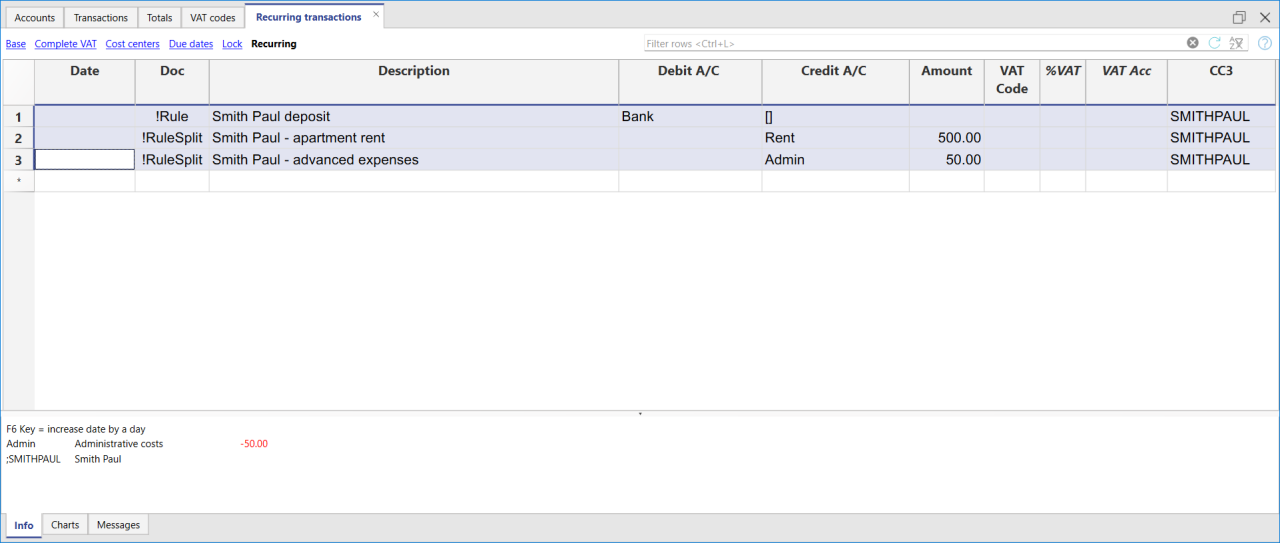 Accounts Transactions Totals VAT codes Recurring transactions ×
Base Complete VAT Cost centers Due dates Lock Recurring Filter rows <Ctrl+L>
Date Doc Description Debit A/C Credit A/C Amount VAT Code %VAT VAT Acc CC3
1 !Rule Smith Paul deposit Bank [] SMITHPAUL
2 !RuleSplit Smith Paul - apartment rent Rent 500.00 SMITHPAUL
3 !RuleSplit Smith Paul - advanced expenses Admin 50.00 SMITHPAUL
*
F6 Key = increase date by a day
Admin Administrative costs -50.00
;SMITHPAUL Smith Paul
Info Charts Messages